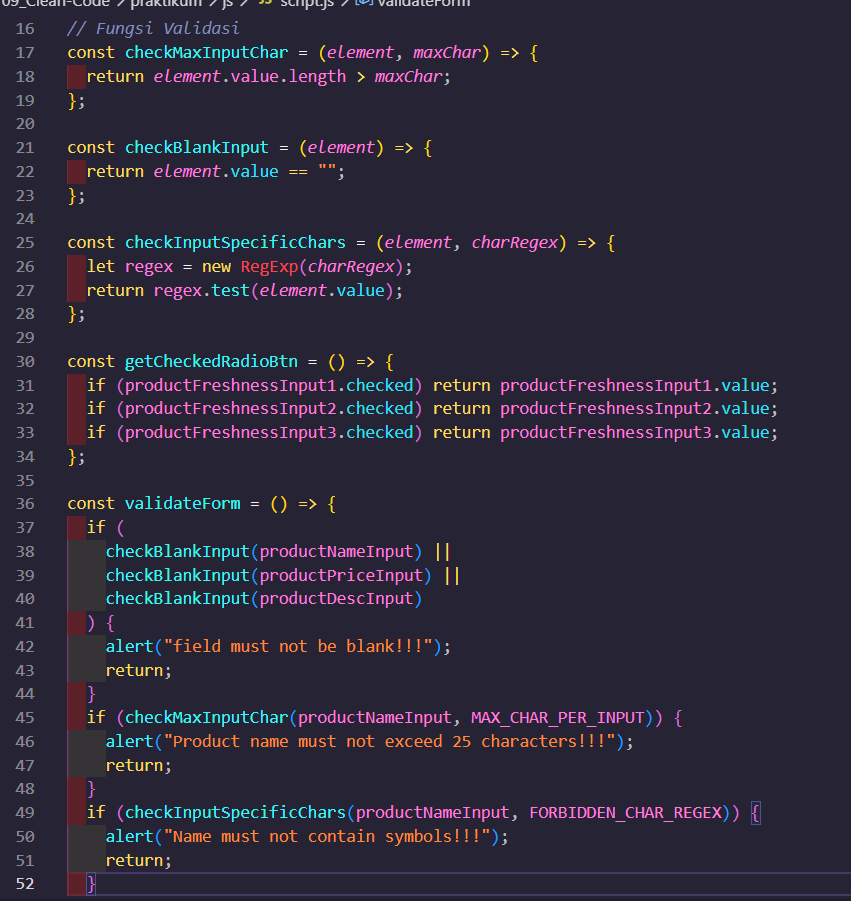 09_Clean-Code > praktikum > js > JS script.js > validateForm
16 // Fungsi Validasi
17 const checkMaxInputChar = (element, maxChar) => {
18 return element.value.length > maxChar;
19 };
20
21 const checkBlankInput = (element) => {
22 return element.value == "";
23 };
24
25 const checkInputSpecificChars = (element, charRegex) => {
26 let regex = new RegExp(charRegex);
27 return regex.test(element.value);
28 };
29
30 const getCheckedRadioBtn = () => {
31 if (productFreshnessInput1.checked) return productFreshnessInput1.value;
32 if (productFreshnessInput2.checked) return productFreshnessInput2.value;
33 if (productFreshnessInput3.checked) return productFreshnessInput3.value;
34 };
35
36 const validateForm = () => {
37 if (
38 checkBlankInput(productNameInput) ||
39 checkBlankInput(productPriceInput) ||
40 checkBlankInput(productDescInput)
41 ) {
42 alert("field must not be blank!!!");
43 return;
44 }
45 if (checkMaxInputChar(productNameInput, MAX_CHAR_PER_INPUT)) {
46 alert("Product name must not exceed 25 characters!!!");
47 return;
48 }
49 if (checkInputSpecificChars(productNameInput, FORBIDDEN_CHAR_REGEX)) {
50 alert("Name must not contain symbols!!!");
51 return;
52 }